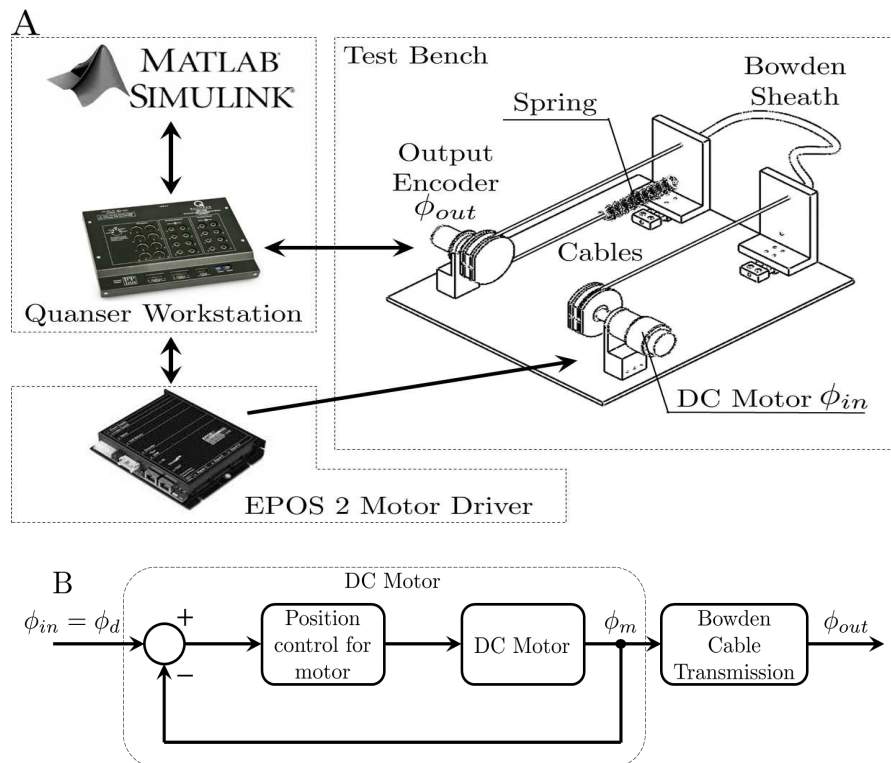 A
MATLAB®
SIMULINK®
Quanser Workstation
EPOS 2 Motor Driver
Test Bench
Spring
Bowden
Sheath
Output
Encoder
ϕout
Cables
DC Motor ϕin
B
DC Motor
ϕin = ϕd
+
−
Position
control for
motor
DC Motor
ϕm
Bowden
Cable
Transmission
ϕout